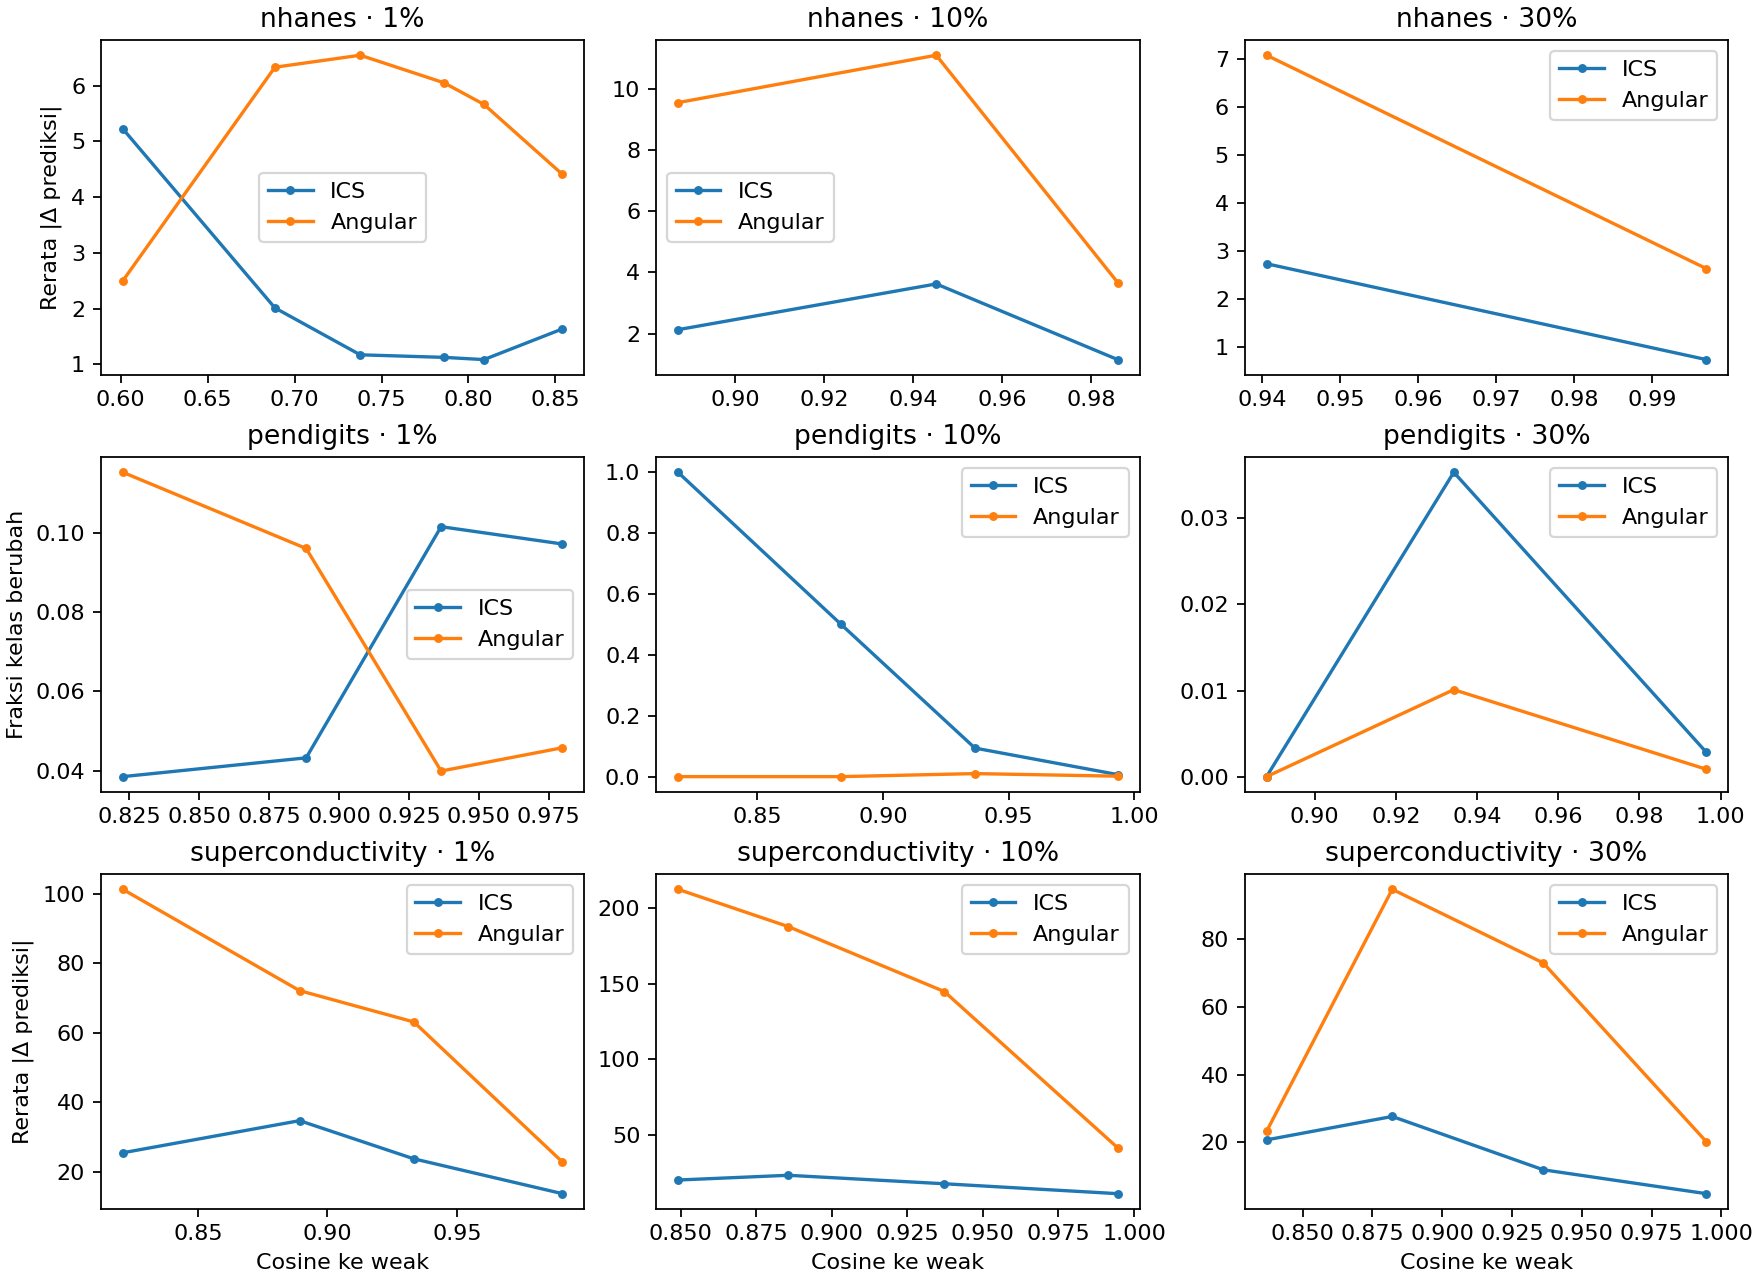 nhanes · 1%
nhanes · 10%
nhanes · 30%
Rerata |Δ prediksi|
6
5
4
3
2
1
ICS
Angular
0.60 0.65 0.70 0.75 0.80 0.85
10
8
6
4
2
ICS
Angular
0.90 0.92 0.94 0.96 0.98
7
6
5
4
3
2
1
ICS
Angular
0.94 0.95 0.96 0.97 0.98 0.99
pendigits · 1%
pendigits · 10%
pendigits · 30%
Fraksi kelas berubah
0.10
0.08
0.06
0.04
ICS
Angular
0.825 0.850 0.875 0.900 0.925 0.950 0.975
1.0
0.8
0.6
0.4
0.2
0.0
ICS
Angular
0.85 0.90 0.95 1.00
0.03
0.02
0.01
0.00
ICS
Angular
0.90 0.92 0.94 0.96 0.98 1.00
superconductivity · 1%
superconductivity · 10%
superconductivity · 30%
Rerata |Δ prediksi|
100
80
60
40
20
ICS
Angular
0.85 0.90 0.95
Cosine ke weak
200
150
100
50
ICS
Angular
0.850 0.875 0.900 0.925 0.950 0.975 1.000
Cosine ke weak
80
60
40
20
ICS
Angular
0.850 0.875 0.900 0.925 0.950 0.975 1.000
Cosine ke weak